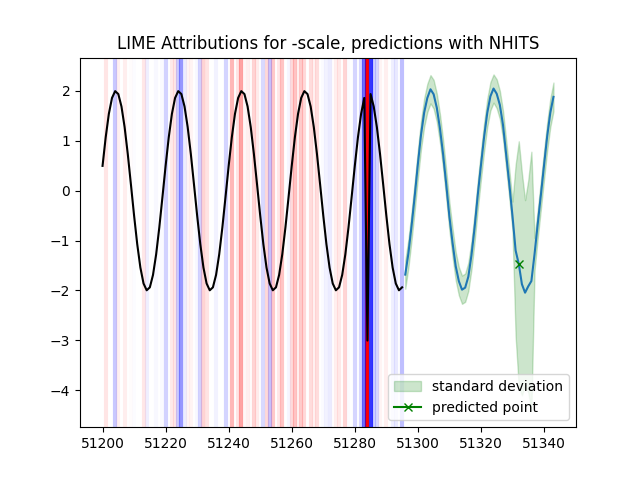 LIME Attributions for -scale, predictions with NHITS
2
1
0
−1
−2
−3
−4
standard deviation
predicted point
51200 51220 51240 51260 51280 51300 51320 51340